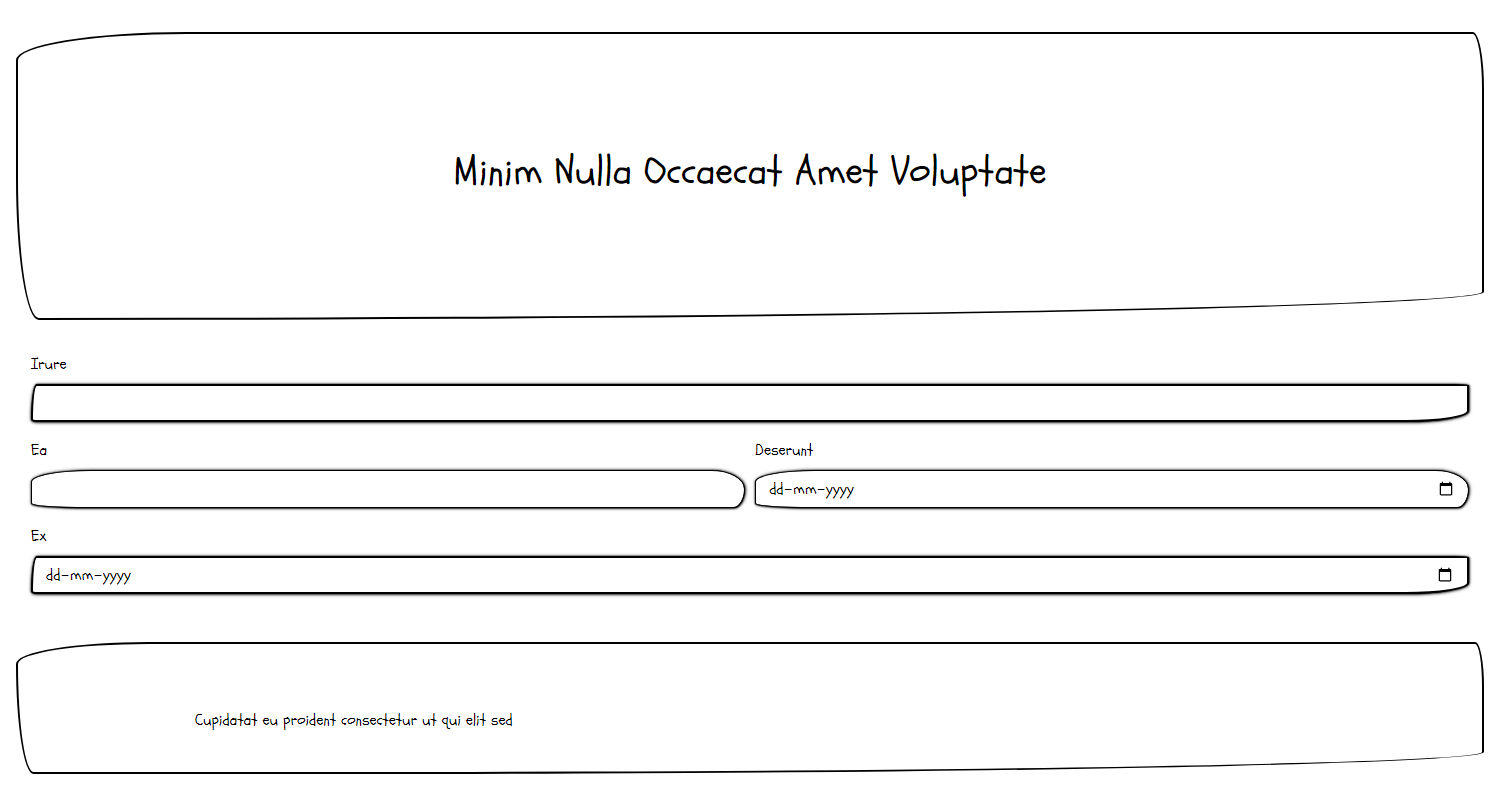 Minim Nulla Occaecat Amet Voluptate
Irure
Ea
Deserunt
dd-mm-yyyy
Ex
dd-mm-yyyy
Cupidatat eu proident consectetur ut qui elit sed